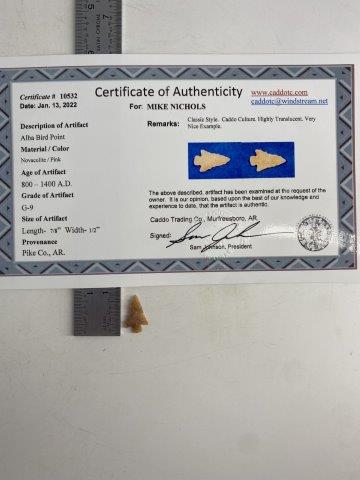 5
Certificate # 10532
Date: Jan. 13, 2022
Certificate of Authenticity
For: MIKE NICHOLS
www.caddotc.com
caddotc@windstream.net
Description of Artifact
Alba Bird Point
Material / Color
Novaculite / Pink
Age of Artifact
800 – 1400 A.D.
Grade of Artifact
G-9
Size of Artifact
Length- 7/8" Width- 1/2"
Provenance
Pike Co., AR.
Remarks: Classic Style. Caddo Culture. Highly Translucent. Very
Nice Example.
The above described, artifact has been examined at the request of the
owner. It is our opinion, based upon the best of our knowledge and
experience to date, that the artifact is authentic.
Caddo Trading Co., Murfreesboro, AR.
Signed: Sam Johnson
Sam Johnson, President
1